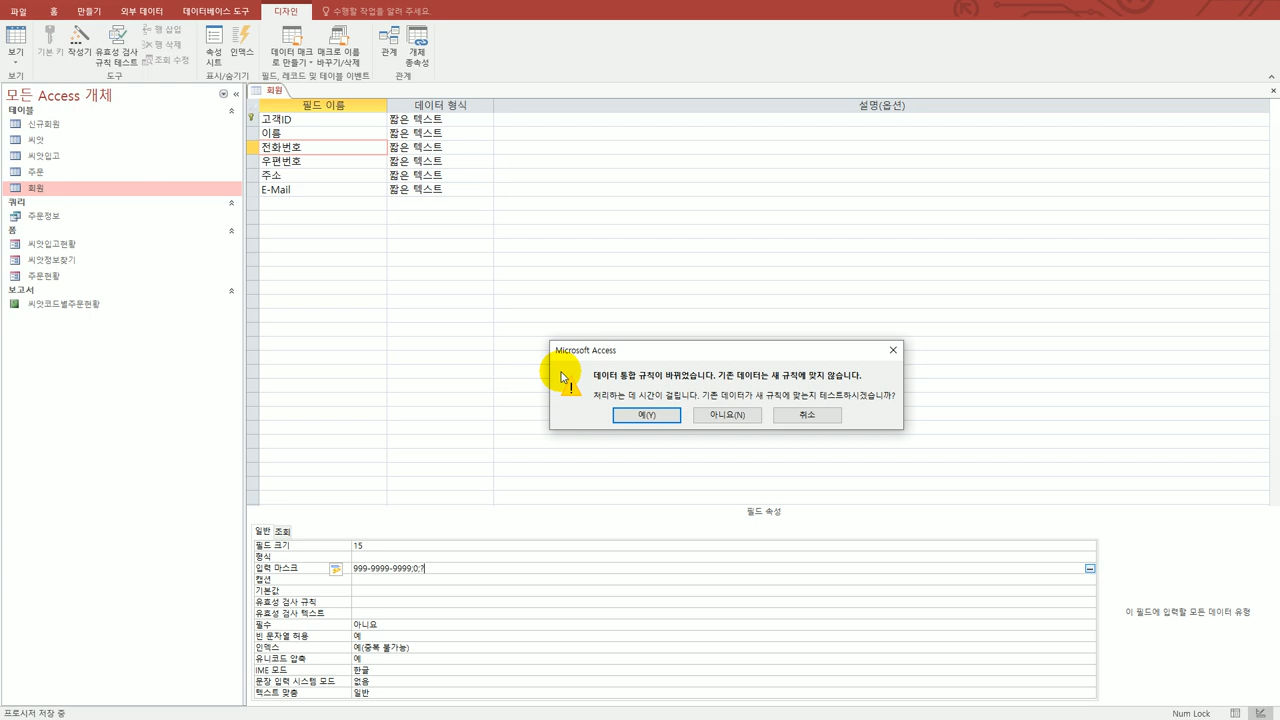 파일 홈 만들기 외부 데이터 데이터베이스 도구 디자인 수행할 작업을 알려 주세요.
보기
기본 키
작성기
유효성 검사
규칙 테스트
행 삽입
행 삭제
조회 수정
속성
시트
인덱스
데이터 매크
로 만들기
매크로 이름
바꾸기/삭제
관계
개체
종속성
보기 도구 표시/숨기기 필드, 레코드 및 테이블 이벤트 관계
모든 Access 개체
테이블
신규회원
씨앗
씨앗입고
주문
회원
쿼리
주문정보
폼
씨앗입고현황
씨앗정보찾기
주문현황
보고서
씨앗코드별주문현황
회원
필드 이름 데이터 형식 설명(옵션)
고객ID 짧은 텍스트
이름 짧은 텍스트
전화번호 짧은 텍스트
우편번호 짧은 텍스트
주소 짧은 텍스트
E-Mail 짧은 텍스트
Microsoft Access
데이터 통합 규칙이 바뀌었습니다. 기존 데이터는 새 규칙에 맞지 않습니다.
처리하는 데 시간이 걸립니다. 기존 데이터가 새 규칙에 맞는지 테스트하시겠습니까?
예(Y) 아니요(N) 취소
필드 속성
일반 조회
필드 크기 15
형식
입력 마스크 999-9999-9999;0;?
캡션
기본값
유효성 검사 규칙
유효성 검사 텍스트
필수 아니요
빈 문자열 허용 예
인덱스 예(중복 불가능)
유니코드 압축 예
IME 모드 한글
문장 입력 시스템 모드 없음
텍스트 맞춤 일반
이 필드에 입력할 모든 데이터 유형
프로시저 저장 중 Num Lock